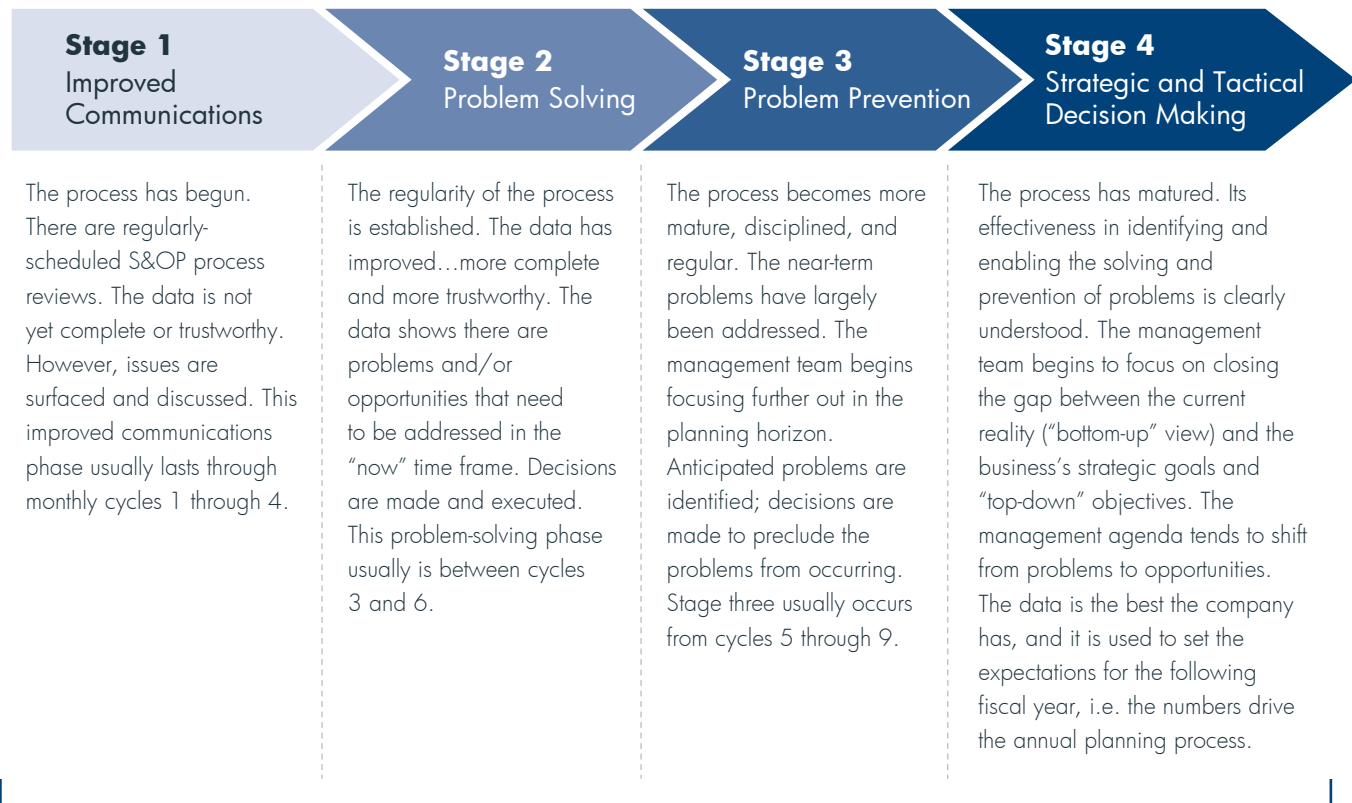 Stage 1
Improved
Communications
Stage 2
Problem Solving
Stage 3
Problem Prevention
Stage 4
Strategic and Tactical
Decision Making
The process has begun.
There are regularly-
scheduled S&OP process
reviews. The data is not
yet complete or trustworthy.
However, issues are
surfaced and discussed. This
improved communications
phase usually lasts through
monthly cycles 1 through 4.
The regularity of the process
is established. The data has
improved...more complete
and more trustworthy. The
data shows there are
problems and/or
opportunities that need
to be addressed in the
“now” time frame. Decisions
are made and executed.
This problem-solving phase
usually is between cycles
3 and 6.
The process becomes more
mature, disciplined, and
regular. The near-term
problems have largely
been addressed. The
management team begins
focusing further out in the
planning horizon.
Anticipated problems are
identified; decisions are
made to preclude the
problems from occurring.
Stage three usually occurs
from cycles 5 through 9.
The process has matured. Its
effectiveness in identifying and
enabling the solving and
prevention of problems is clearly
understood. The management
team begins to focus on closing
the gap between the current
reality (“bottom-up” view) and the
business’s strategic goals and
“top-down” objectives. The
management agenda tends to shift
from problems to opportunities.
The data is the best the company
has, and it is used to set the
expectations for the following
fiscal year, i.e. the numbers drive
the annual planning process.